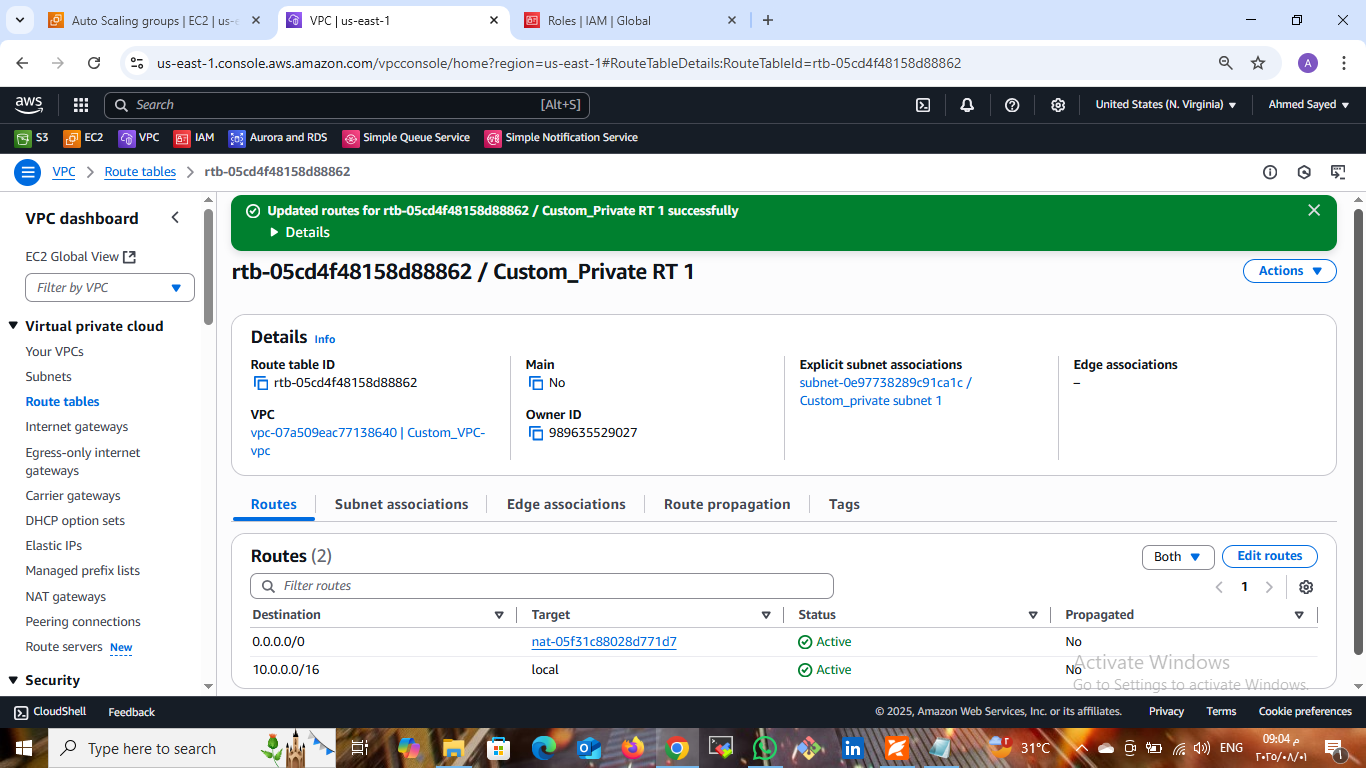 Auto Scaling groups | EC2 | us-e
VPC | us-east-1
Roles | IAM | Global
us-east-1.console.aws.amazon.com/vpcconsole/home?region=us-east-1#RouteTableDetails:RouteTableId=rtb-05cd4f48158d88862
A
aws
Search
[Alt+S]
United States (N. Virginia)
Ahmed Sayed
S3
EC2
VPC
IAM
Aurora and RDS
Simple Queue Service
Simple Notification Service
VPC
Route tables
rtb-05cd4f48158d88862
VPC dashboard
EC2 Global View
Filter by VPC
Virtual private cloud
Your VPCs
Subnets
Route tables
Internet gateways
Egress-only internet
gateways
Carrier gateways
DHCP option sets
Elastic IPs
Managed prefix lists
NAT gateways
Peering connections
Route servers New
Security
Updated routes for rtb-05cd4f48158d88862 / Custom_Private RT 1 successfully
Details
rtb-05cd4f48158d88862 / Custom_Private RT 1
Actions
Details Info
Route table ID
rtb-05cd4f48158d88862
Main
No
Explicit subnet associations
subnet-0e97738289c91ca1c /
Custom_private subnet 1
Edge associations
–
VPC
vpc-07a509eac77138640 | Custom_VPC-
vpc
Owner ID
989635529027
Routes
Subnet associations
Edge associations
Route propagation
Tags
Routes (2)
Both
Edit routes
Filter routes
1
Destination
Target
Status
Propagated
0.0.0.0/0
nat-05f31c88028d771d7
Active
No
10.0.0.0/16
local
Active
No
Activate Windows
Go to Settings to activate Windows.
CloudShell
Feedback
© 2025, Amazon Web Services, Inc. or its affiliates.
Privacy
Terms
Cookie preferences
Type here to search
31°C
ENG
09:04 م
٢٠٢٥/٠٨/٠١
1